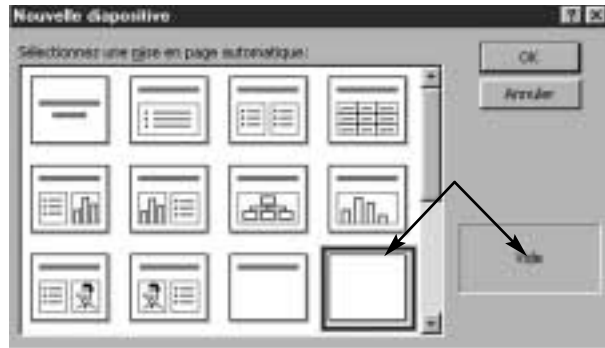 Nouvelle diapositive
Sélectionnez une mise en page automatique:
OK
Annuler
Vide